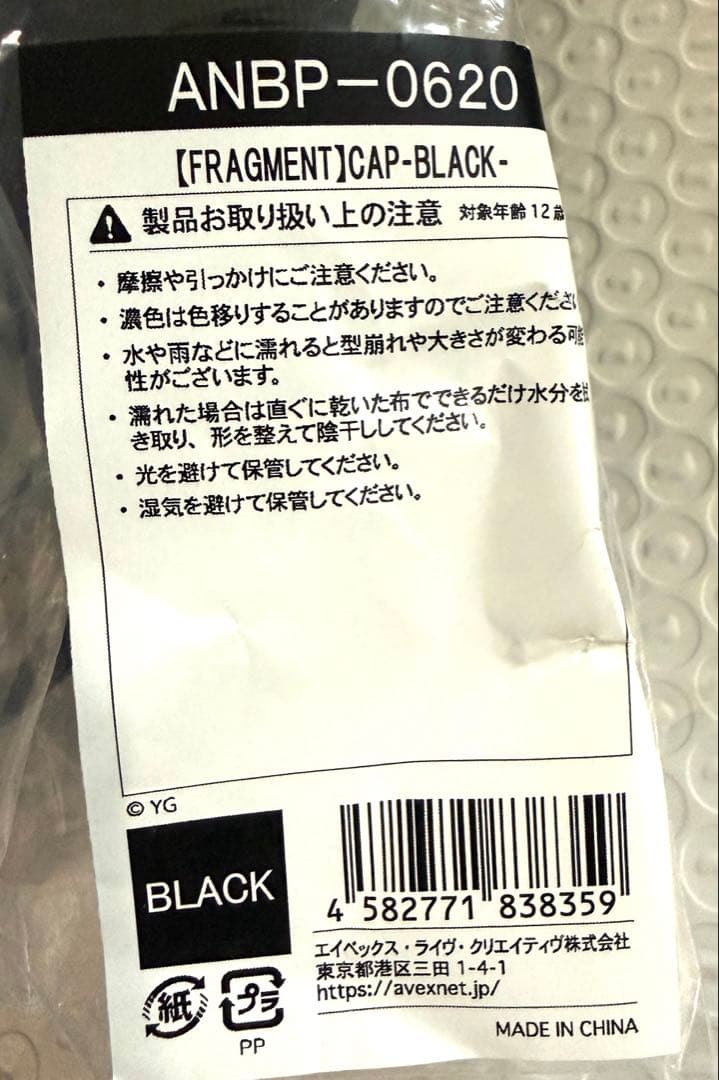 ANBP-0620
【FRAGMENT】CAP-BLACK-
製品お取り扱い上の注意 対象年齢12歳
・摩擦や引っかけにご注意ください。
・濃色は色移りすることがありますのでご注意ください
・水や雨などに濡れると型崩れや大きさが変わる可能
性がございます。
・濡れた場合は直ぐに乾いた布でできるだけ水分を拭
き取り、形を整えて陰干ししてください。
・光を避けて保管してください。
・湿気を避けて保管してください。
© YG
BLACK
4 582771 838359
エイベックス・ライヴ・クリエイティヴ株式会社
東京都港区三田 1-4-1
https://avexnet.jp/
紙
プラ
PP
MADE IN CHINA